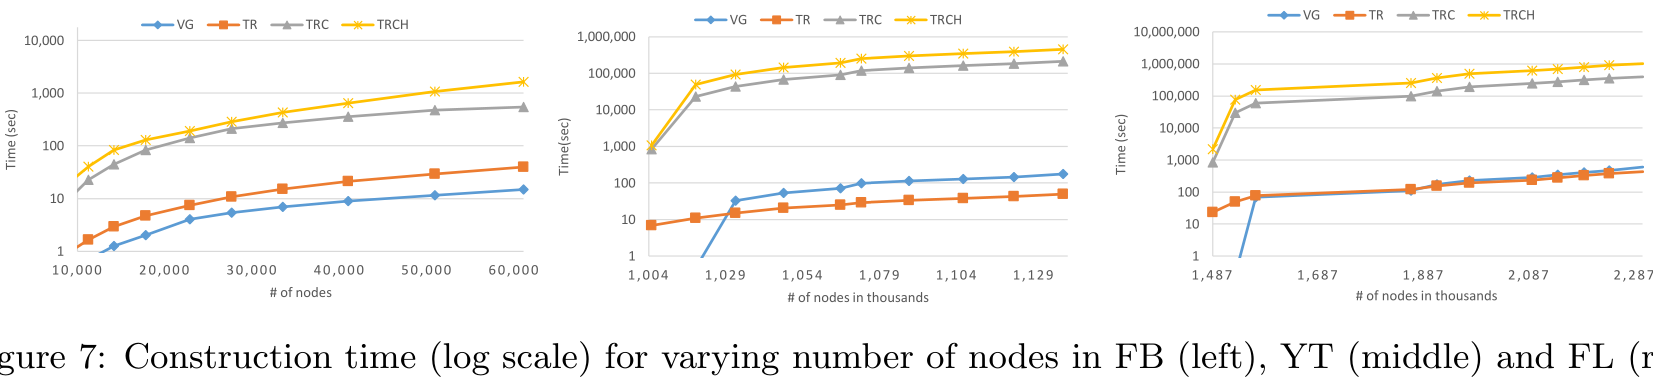 VG TR TRC TRCH
10,000
1,000
100
10
1
Time (sec)
10,000 20,000 30,000 40,000 50,000 60,000
# of nodes
VG TR TRC TRCH
1,000,000
100,000
10,000
1,000
100
10
1
Time(sec)
1,004 1,029 1,054 1,079 1,104 1,129
# of nodes in thousands
VG TR TRC TRCH
10,000,000
1,000,000
100,000
10,000
1,000
100
10
1
Time (sec)
1,487 1,687 1,887 2,087 2,287
# of nodes in thousands
gure 7: Construction time (log scale) for varying number of nodes in FB (left), YT (middle) and FL (r